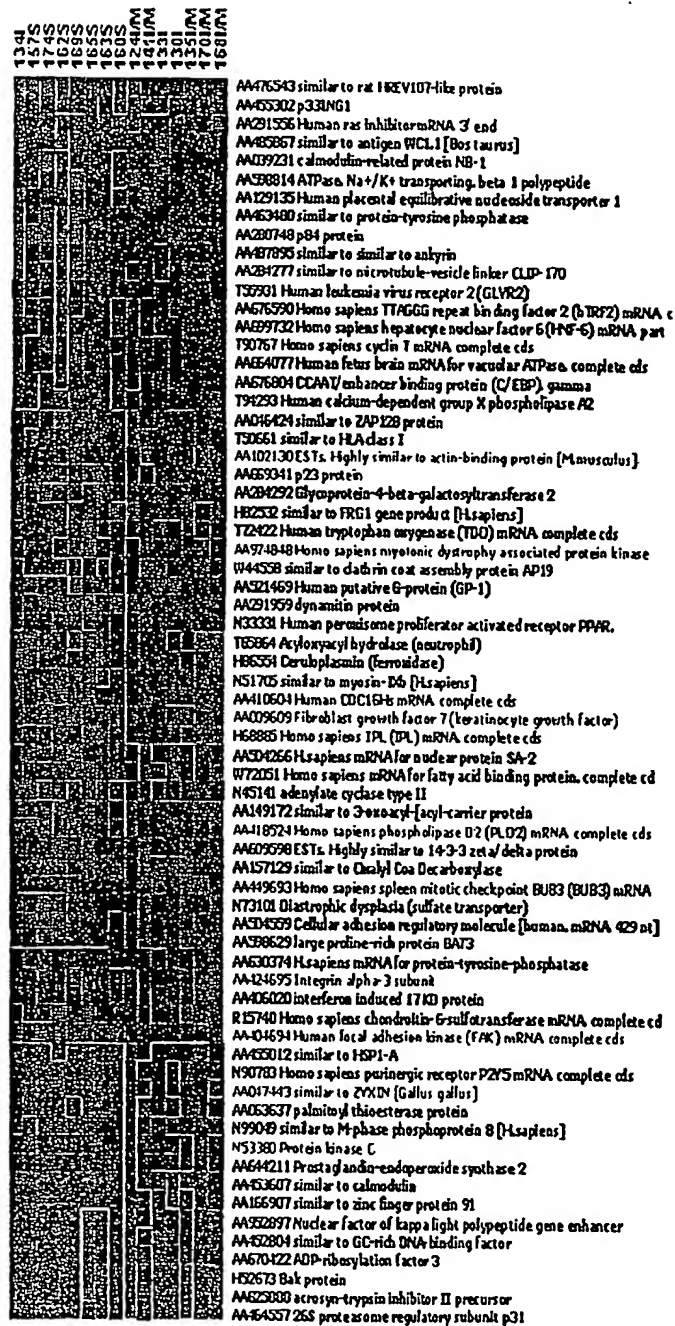 134I 157S 174S 162S 169S 165S 163S 160S 124I/M 141I/M 133I 130I 135I/M 170I/M 168I/M
AA476543 similar to rat HREV107-like protein
AA455302 p33ING1
AA291556 Human ras inhibitor mRNA 3' end
AA485867 similar to antigen WC1.1 [Bos taurus]
AA039231 calmodulin-related protein NB-1
AA598814 ATPase, Na+/K+ transporting, beta 1 polypeptide
AA129135 Human placental equilibrative nucleoside transporter 1
AA463480 similar to protein-tyrosine phosphatase
AA280748 p84 protein
AA487895 similar to similar to ankyrin
AA284277 similar to microtubule-vesicle linker CLIP-170
T56931 Human leukemia virus receptor 2 (GLVR2)
AA676590 Homo sapiens TTAGGG repeat binding factor 2 (hTRF2) mRNA c
AA699732 Homo sapiens hepatocyte nuclear factor 6 (HNF-6) mRNA part
T90767 Homo sapiens cyclin T mRNA complete cds
AA664077 Human fetus brain mRNA for vacuolar ATPase, complete cds
AA676804 CCAAT/enhancer binding protein (C/EBP), gamma
T94293 Human calcium-dependent group X phospholipase A2
AA046424 similar to ZAP128 protein
T50661 similar to HLA class I
AA102130 ESTs, Highly similar to actin-binding protein [M.musculus]
AA669341 p23 protein
AA284292 Glycoprotein-4-beta-galactosyltransferase 2
H82532 similar to FRG1 gene product [H.sapiens]
T72422 Human tryptophan oxygenase (TDO) mRNA complete cds
AA974848 Homo sapiens myotonic dystrophy associated protein kinase
W44558 similar to clathrin coat assembly protein AP19
AA521469 Human putative G-protein (GP-1)
AA291959 dynamitin protein
N33331 Human peroxisome proliferator activated receptor PPAR,
T65864 Acyloxyacyl hydrolase (neutrophil)
H86554 Ceruloplasmin (ferroxidase)
N51705 similar to myosin-IXb [H.sapiens]
AA410604 Human CDC16Hs mRNA complete cds
AA009609 Fibroblast growth factor 7 (keratinocyte growth factor)
H68885 Homo sapiens IPL (IPL) mRNA complete cds
AA504266 H.sapiens mRNA for nuclear protein SA-2
W72051 Homo sapiens mRNA for fatty acid binding protein, complete cd
N45141 adenylate cyclase type II
AA149172 similar to 3-oxoacyl-[acyl-carrier protein
AA418524 Homo sapiens phospholipase D2 (PLD2) mRNA complete cds
AA609598 ESTs, Highly similar to 14-3-3 zeta/delta protein
AA157129 similar to Oxalyl Coa Decarboxylase
AA449693 Homo sapiens spleen mitotic checkpoint BUB3 (BUB3) mRNA
N73101 Diastrophic dysplasia (sulfate transporter)
AA504559 Cellular adhesion regulatory molecule [human, mRNA 429 nt]
AA598629 large proline-rich protein BAT3
AA630374 H.sapiens mRNA for protein-tyrosine-phosphatase
AA424695 Integrin alpha-3 subunit
AA406020 interferon induced 17KD protein
R15740 Homo sapiens chondroitin-6-sulfotransferase mRNA, complete cd
AA404694 Human focal adhesion kinase (FAK) mRNA complete cds
AA455012 similar to HSP1-A
N90783 Homo sapiens purinergic receptor P2Y5 mRNA complete cds
AA047443 similar to ZYXIN [Gallus gallus]
AA063637 palmitoyl thioesterase protein
N99049 similar to M-phase phosphoprotein 8 [H.sapiens]
N53380 Protein kinase C
AA644211 Prostaglandin-endoperoxide synthase 2
AA453607 similar to calmodulin
AA166907 similar to zinc finger protein 91
AA952897 Nuclear factor of kappa light polypeptide gene enhancer
AA452804 similar to GC-rich DNA-binding factor
AA670422 ADP-ribosylation factor 3
H52673 Bak protein
AA625080 acrosyn-trypsin inhibitor II precursor
AA464557 26S proteasome regulatory subunit p31